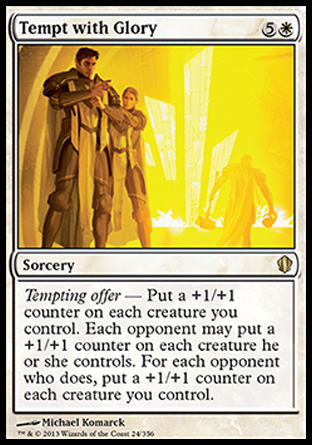 Tempt with Glory 5
Sorcery
Tempting offer — Put a +1/+1
counter on each creature you
control. Each opponent may put a
+1/+1 counter on each creature he
or she controls. For each opponent
who does, put a +1/+1 counter on
each creature you control.
Michael Komarck
™ & © 2013 Wizards of the Coast 24/356